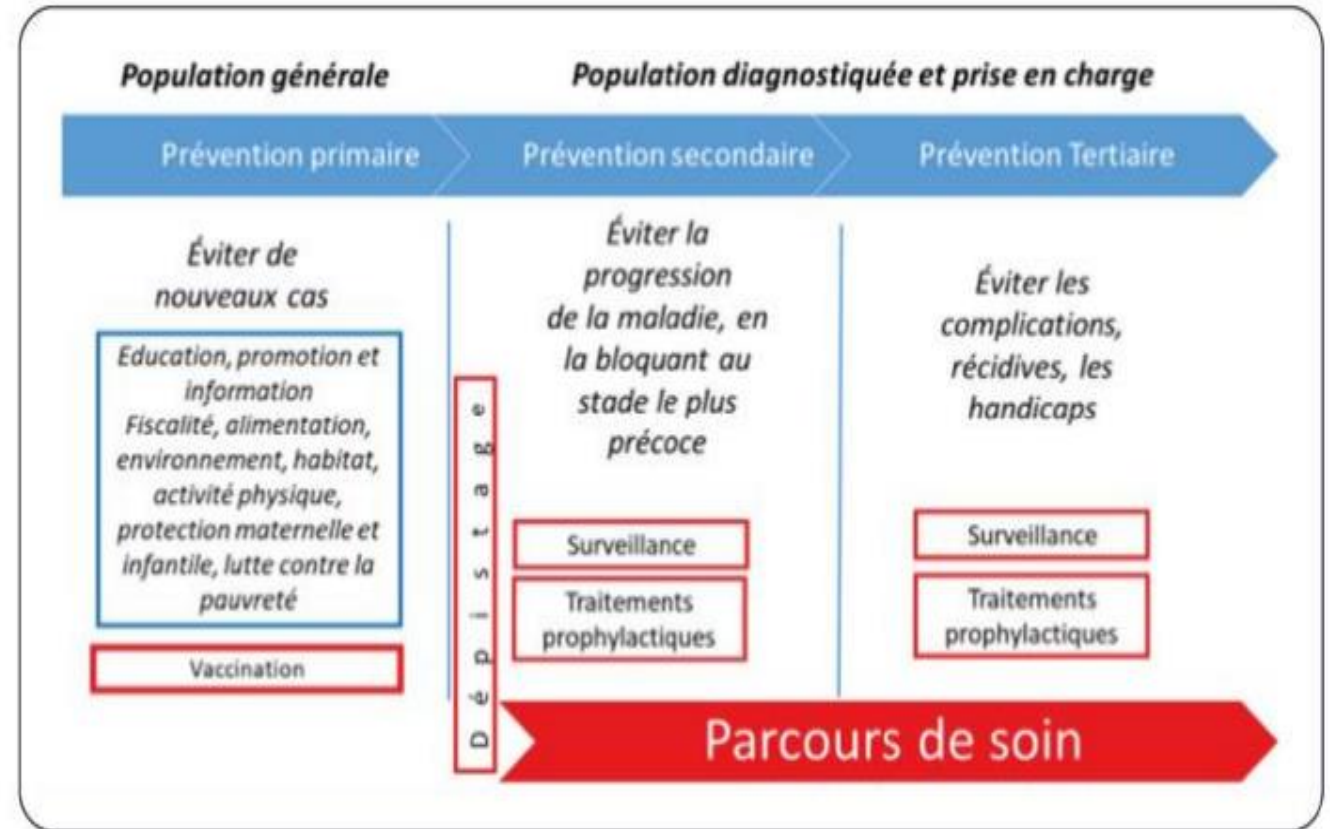 Population générale
Population diagnostiquée et prise en charge
Prévention primaire
Prévention secondaire
Prévention Tertiaire
Éviter de
nouveaux cas
Education, promotion et
information
Fiscalité, alimentation,
environnement, habitat,
activité physique,
protection maternelle et
infantile, lutte contre la
pauvreté
Vaccination
Dépistage
Éviter la
progression
de la maladie, en
la bloquant au
stade le plus
précoce
Surveillance
Traitements
prophylactiques
Éviter les
complications,
récidives, les
handicaps
Surveillance
Traitements
prophylactiques
Parcours de soin